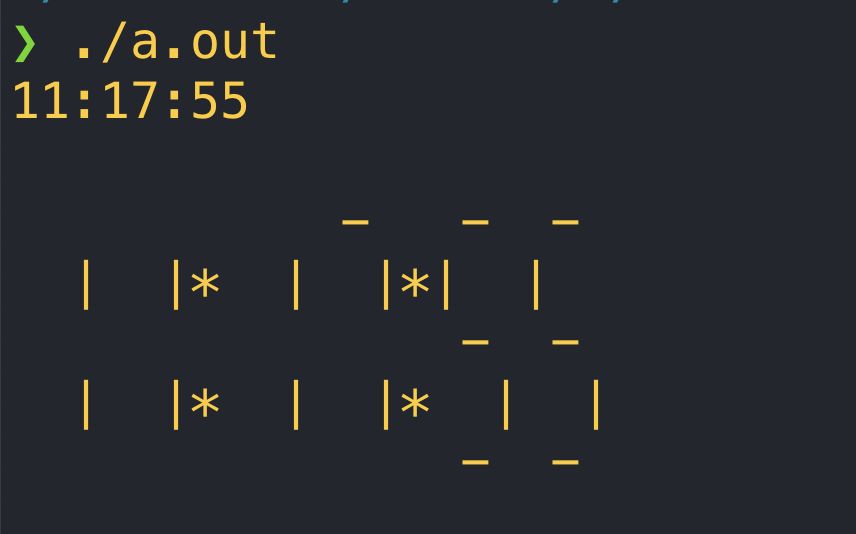 ❯ ./a.out
11:17:55

           -   -  -
  |  |*  |  |*|  |
               -  -
  |  |*  |  |*  |  |
               -  -